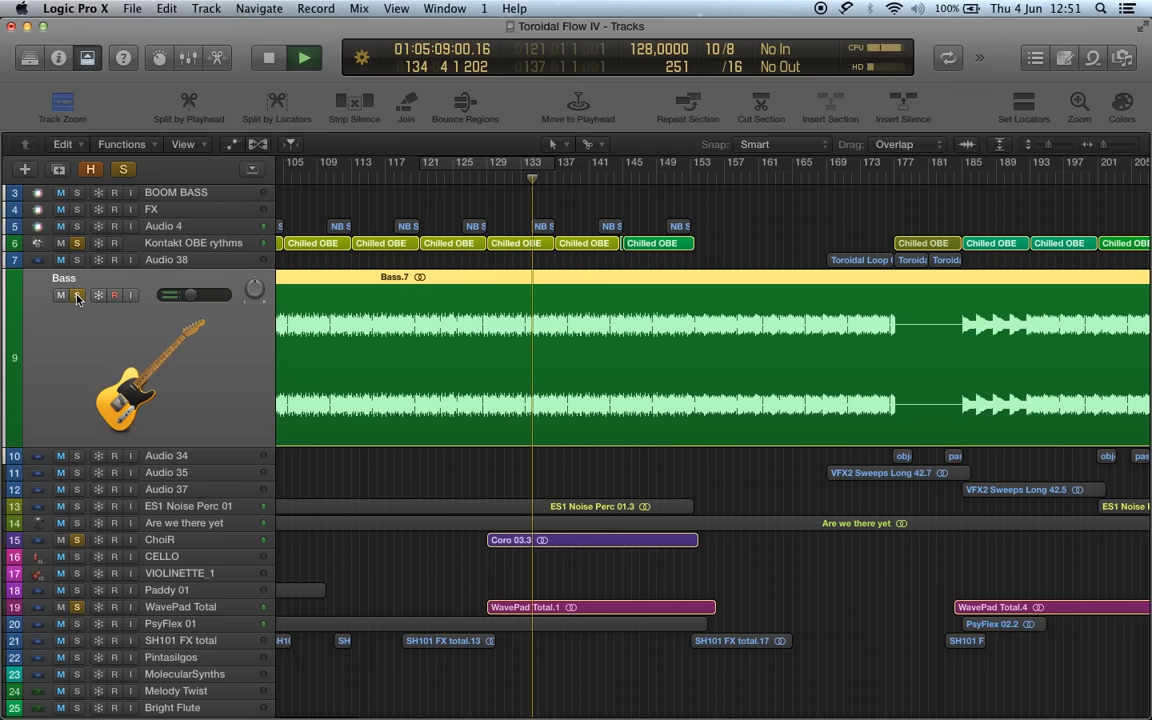 Logic Pro X File Edit Track Navigate Record Mix View Window 1 Help 100% Thu 4 Jun 12:51
Toroidal Flow IV - Tracks
01:05:09:00.16 121 1 1 1 128,0000 10/8 No In CPU
134 4 1 202 137 1 1 1 251 /16 No Out HD
Track Zoom Split by Playhead Split by Locators Strip Silence Join Bounce Regions Move to Playhead Repeat Section Cut Section Insert Section Insert Silence Set Locators Zoom Colors
Edit Functions View Snap: Smart Drag: Overlap
H S 105 109 113 117 121 125 129 133 137 141 145 149 153 157 161 165 169 173 177 181 185 189 193 197 201 205
3 M S R I BOOM BASS
4 M S R I FX
5 M S R I Audio 4 S NB S NB S NB S NB S NB S NB S
6 M S R Kontakt OBE rythms Chilled OBE Chilled OBE Chilled OBE Chilled OBE Chilled OBE Chilled OBE Chilled OBE Chilled OBE Chilled OBE Chilled OBE
7 M S R I Audio 38 Toroidal Loop Toroida Toroida
Bass Bass.7
M S R I
9
10 M S R I Audio 34 obj pas obj pas
11 M S R I Audio 35 VFX2 Sweeps Long 42.7
12 M S R I Audio 37 VFX2 Sweeps Long 42.5
13 M S R I ES1 Noise Perc 01 ES1 Noise Perc 01.3 ES1 Noise
14 M S R I Are we there yet Are we there yet
15 M S R I ChoiR Coro 03.3
16 M S R I CELLO
17 M S R I VIOLINETTE_1
18 M S R I Paddy 01
19 M S R I WavePad Total WavePad Total.1 WavePad Total.4
20 M S R I PsyFlex 01 PsyFlex 02.2
21 M S R I SH101 FX total SH SH101 FX total.13 SH101 FX total.17 SH101 F
22 M S R I Pintasilgos
23 M S R I MolecularSynths
24 M S R I Melody Twist
25 M S R I Bright Flute